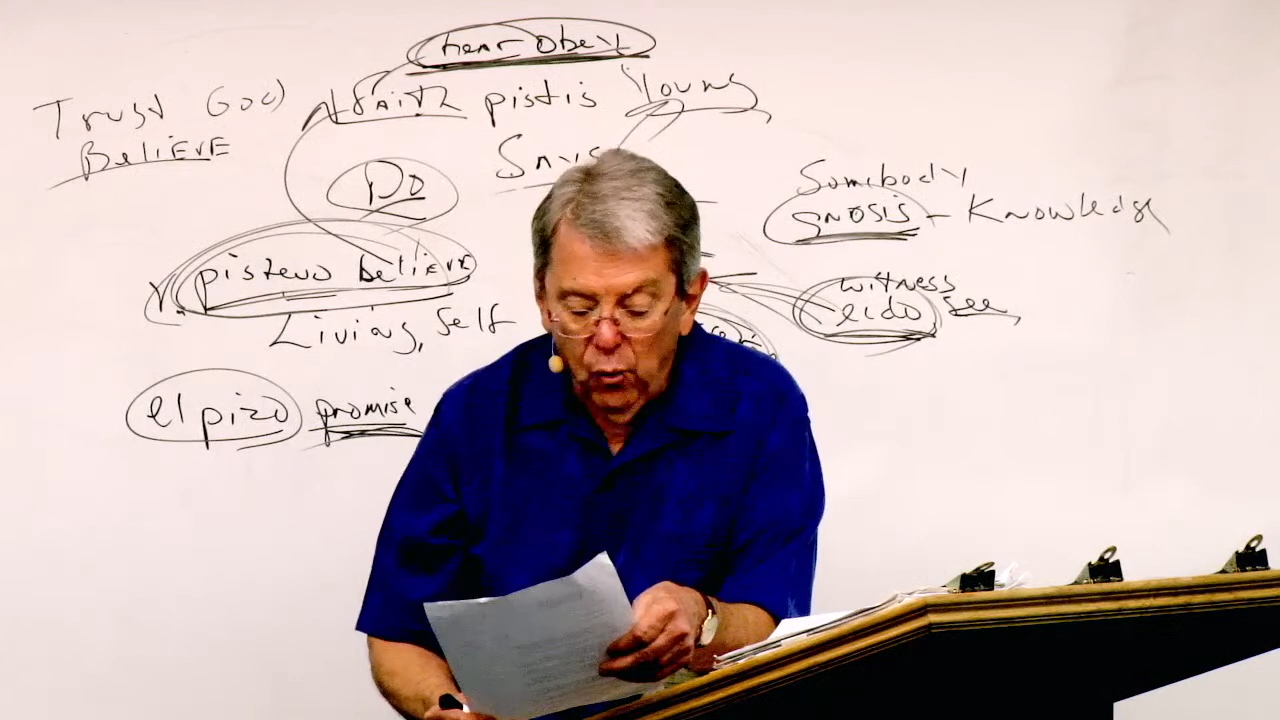 hear obey
Trust God
faith pistis Young
Believe
Do
Saves
Somebody
gnosis - Knowledge
pisteuo believe
witness
eido see
Living, Self
elpizo promise